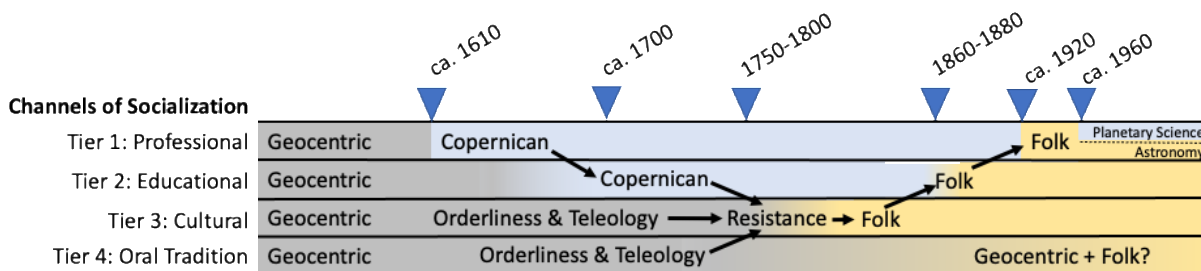 ca. 1610 ca. 1700 1750-1800 1860-1880 ca. 1920 ca. 1960
Channels of Socialization
Tier 1: Professional Geocentric Copernican Folk Planetary Science
Astronomy
Tier 2: Educational Geocentric Copernican Folk
Tier 3: Cultural Geocentric Orderliness & Teleology Resistance Folk
Tier 4: Oral Tradition Geocentric Orderliness & Teleology Geocentric + Folk?